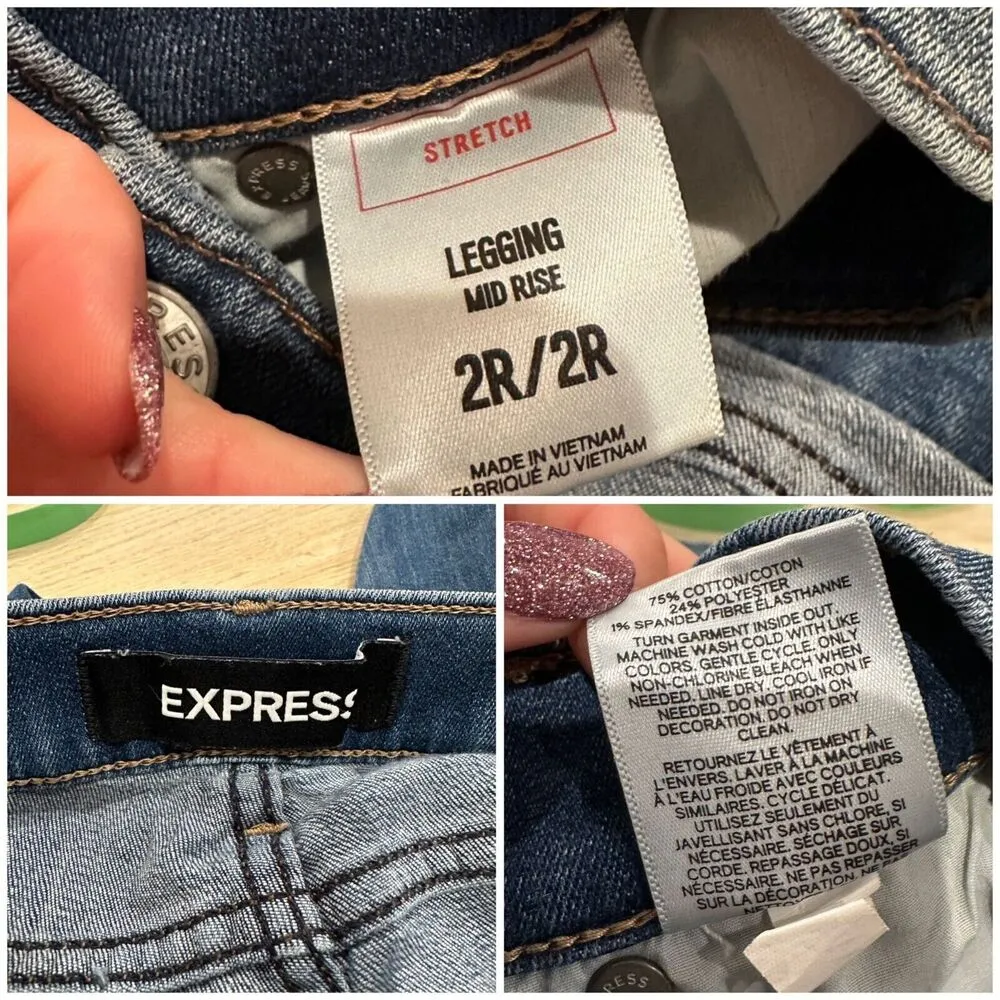 STRETCH
LEGGING
MID RISE
2R/2R
MADE IN VIETNAM
FABRIQUÉ AU VIETNAM
EXPRESS
75% COTTON/COTON
24% POLYESTER
1% SPANDEX/FIBRE ÉLASTHANNE
TURN GARMENT INSIDE OUT.
MACHINE WASH COLD WITH LIKE
COLORS. GENTLE CYCLE. ONLY
NON-CHLORINE BLEACH WHEN
NEEDED. LINE DRY. COOL IRON IF
NEEDED. DO NOT IRON ON
DECORATION. DO NOT DRY
CLEAN.
RETOURNEZ LE VÊTEMENT À
L'ENVERS. LAVER À LA MACHINE
À L'EAU FROIDE AVEC COULEURS
SIMILAIRES. CYCLE DÉLICAT.
UTILISEZ SEULEMENT DU
JAVELLISANT SANS CHLORE, SI
NÉCESSAIRE. SÉCHAGE SUR
CORDE. REPASSAGE DOUX, SI
NÉCESSAIRE. NE PAS REPASSER
SUR LA DÉCORATION. NE PAS